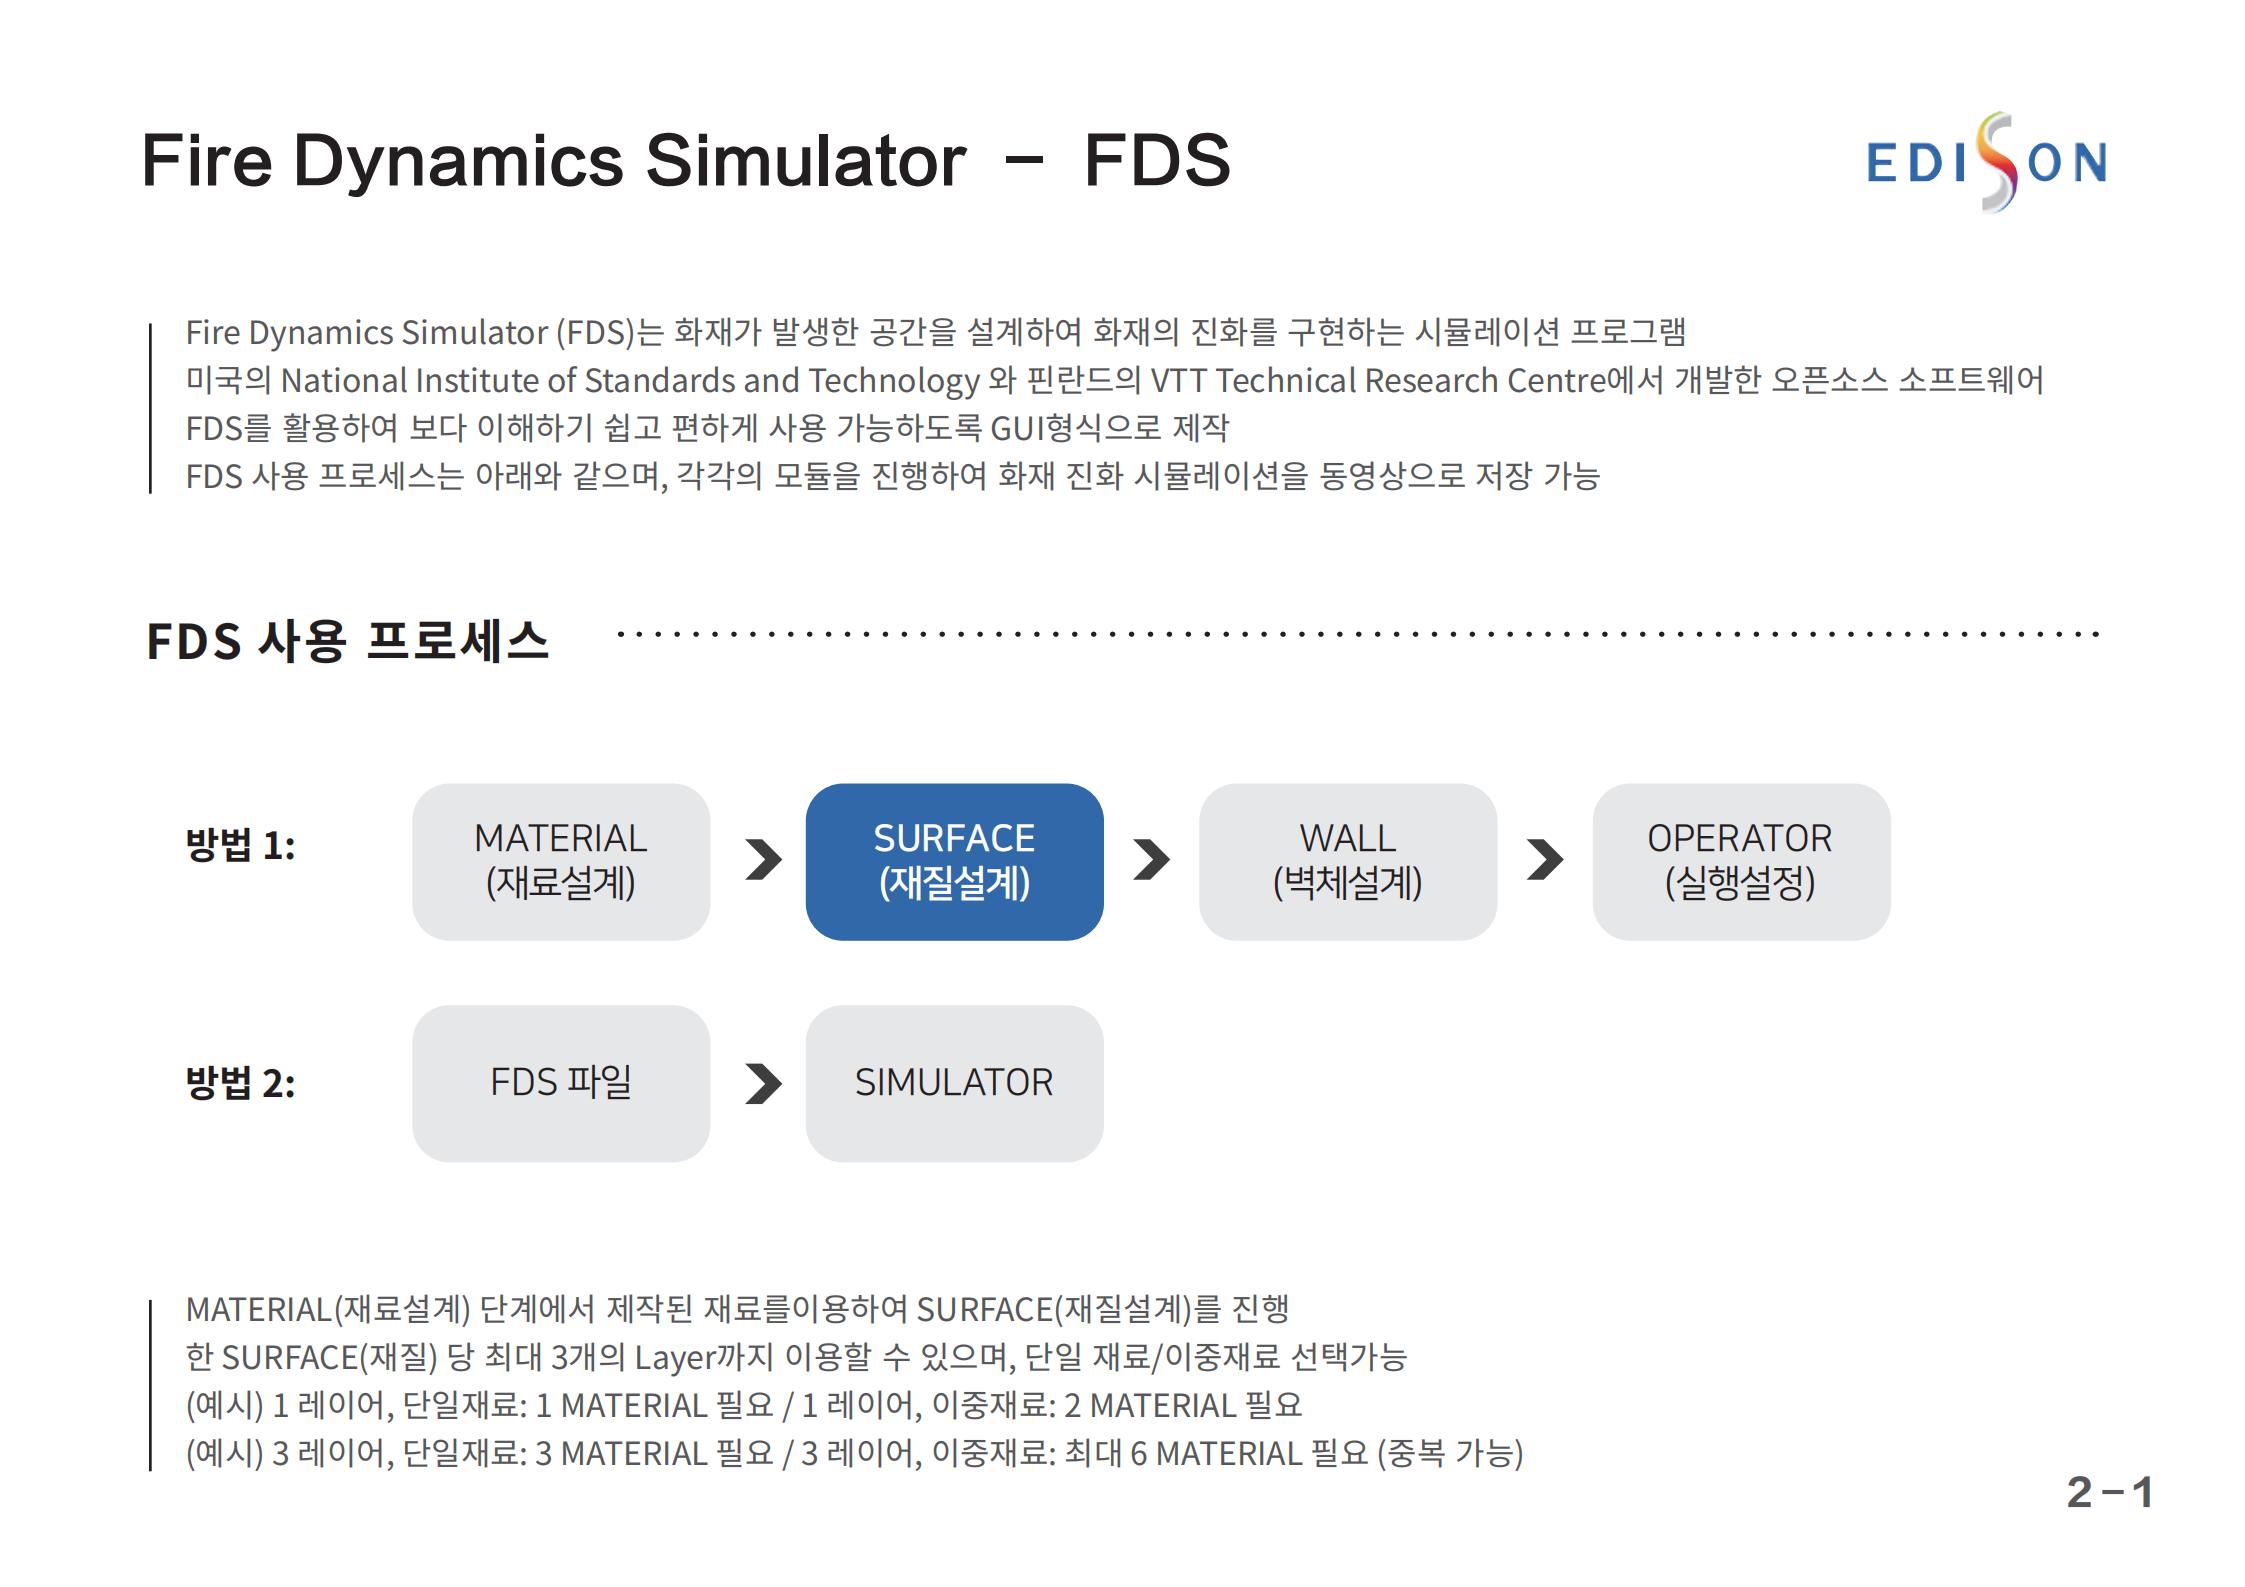 Fire Dynamics Simulator – FDS
EDISON
Fire Dynamics Simulator (FDS)는 화재가 발생한 공간을 설계하여 화재의 진화를 구현하는 시뮬레이션 프로그램
미국의 National Institute of Standards and Technology 와 핀란드의 VTT Technical Research Centre에서 개발한 오픈소스 소프트웨어
FDS를 활용하여 보다 이해하기 쉽고 편하게 사용 가능하도록 GUI형식으로 제작
FDS 사용 프로세스는 아래와 같으며, 각각의 모듈을 진행하여 화재 진화 시뮬레이션을 동영상으로 저장 가능
FDS 사용 프로세스
방법 1:
MATERIAL
(재료설계)
SURFACE
(재질설계)
WALL
(벽체설계)
OPERATOR
(실행설정)
방법 2:
FDS 파일
SIMULATOR
MATERIAL(재료설계) 단계에서 제작된 재료를이용하여 SURFACE(재질설계)를 진행
한 SURFACE(재질) 당 최대 3개의 Layer까지 이용할 수 있으며, 단일 재료/이중재료 선택가능
(예시) 1 레이어, 단일재료: 1 MATERIAL 필요 / 1 레이어, 이중재료: 2 MATERIAL 필요
(예시) 3 레이어, 단일재료: 3 MATERIAL 필요 / 3 레이어, 이중재료: 최대 6 MATERIAL 필요 (중복 가능)
2–1